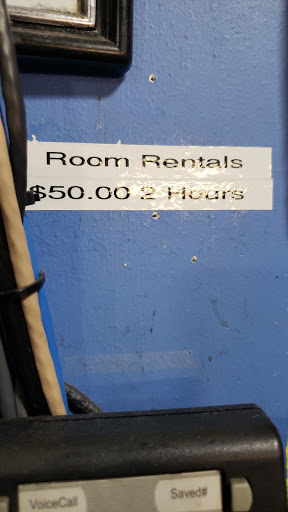 Room Rentals
$50.00 2 Hours
VoiceCall
Saved#